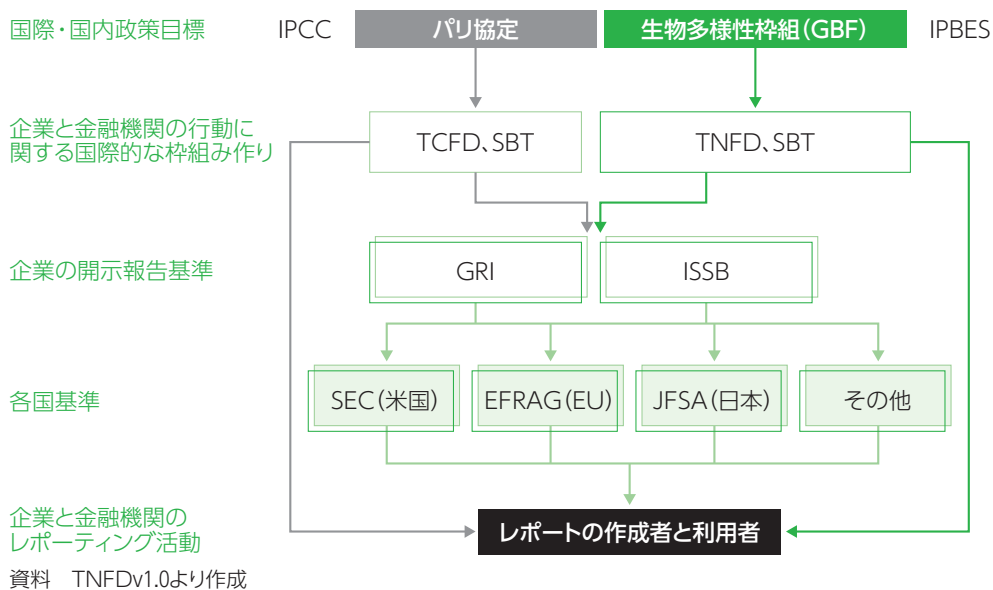 国際・国内政策目標
IPCC
パリ協定
生物多様性枠組(GBF)
IPBES
企業と金融機関の行動に
関する国際的な枠組み作り
TCFD、SBT
TNFD、SBT
企業の開示報告基準
GRI
ISSB
各国基準
SEC(米国)
EFRAG(EU)
JFSA(日本)
その他
企業と金融機関の
レポーティング活動
レポートの作成者と利用者
資料　TNFDv1.0より作成